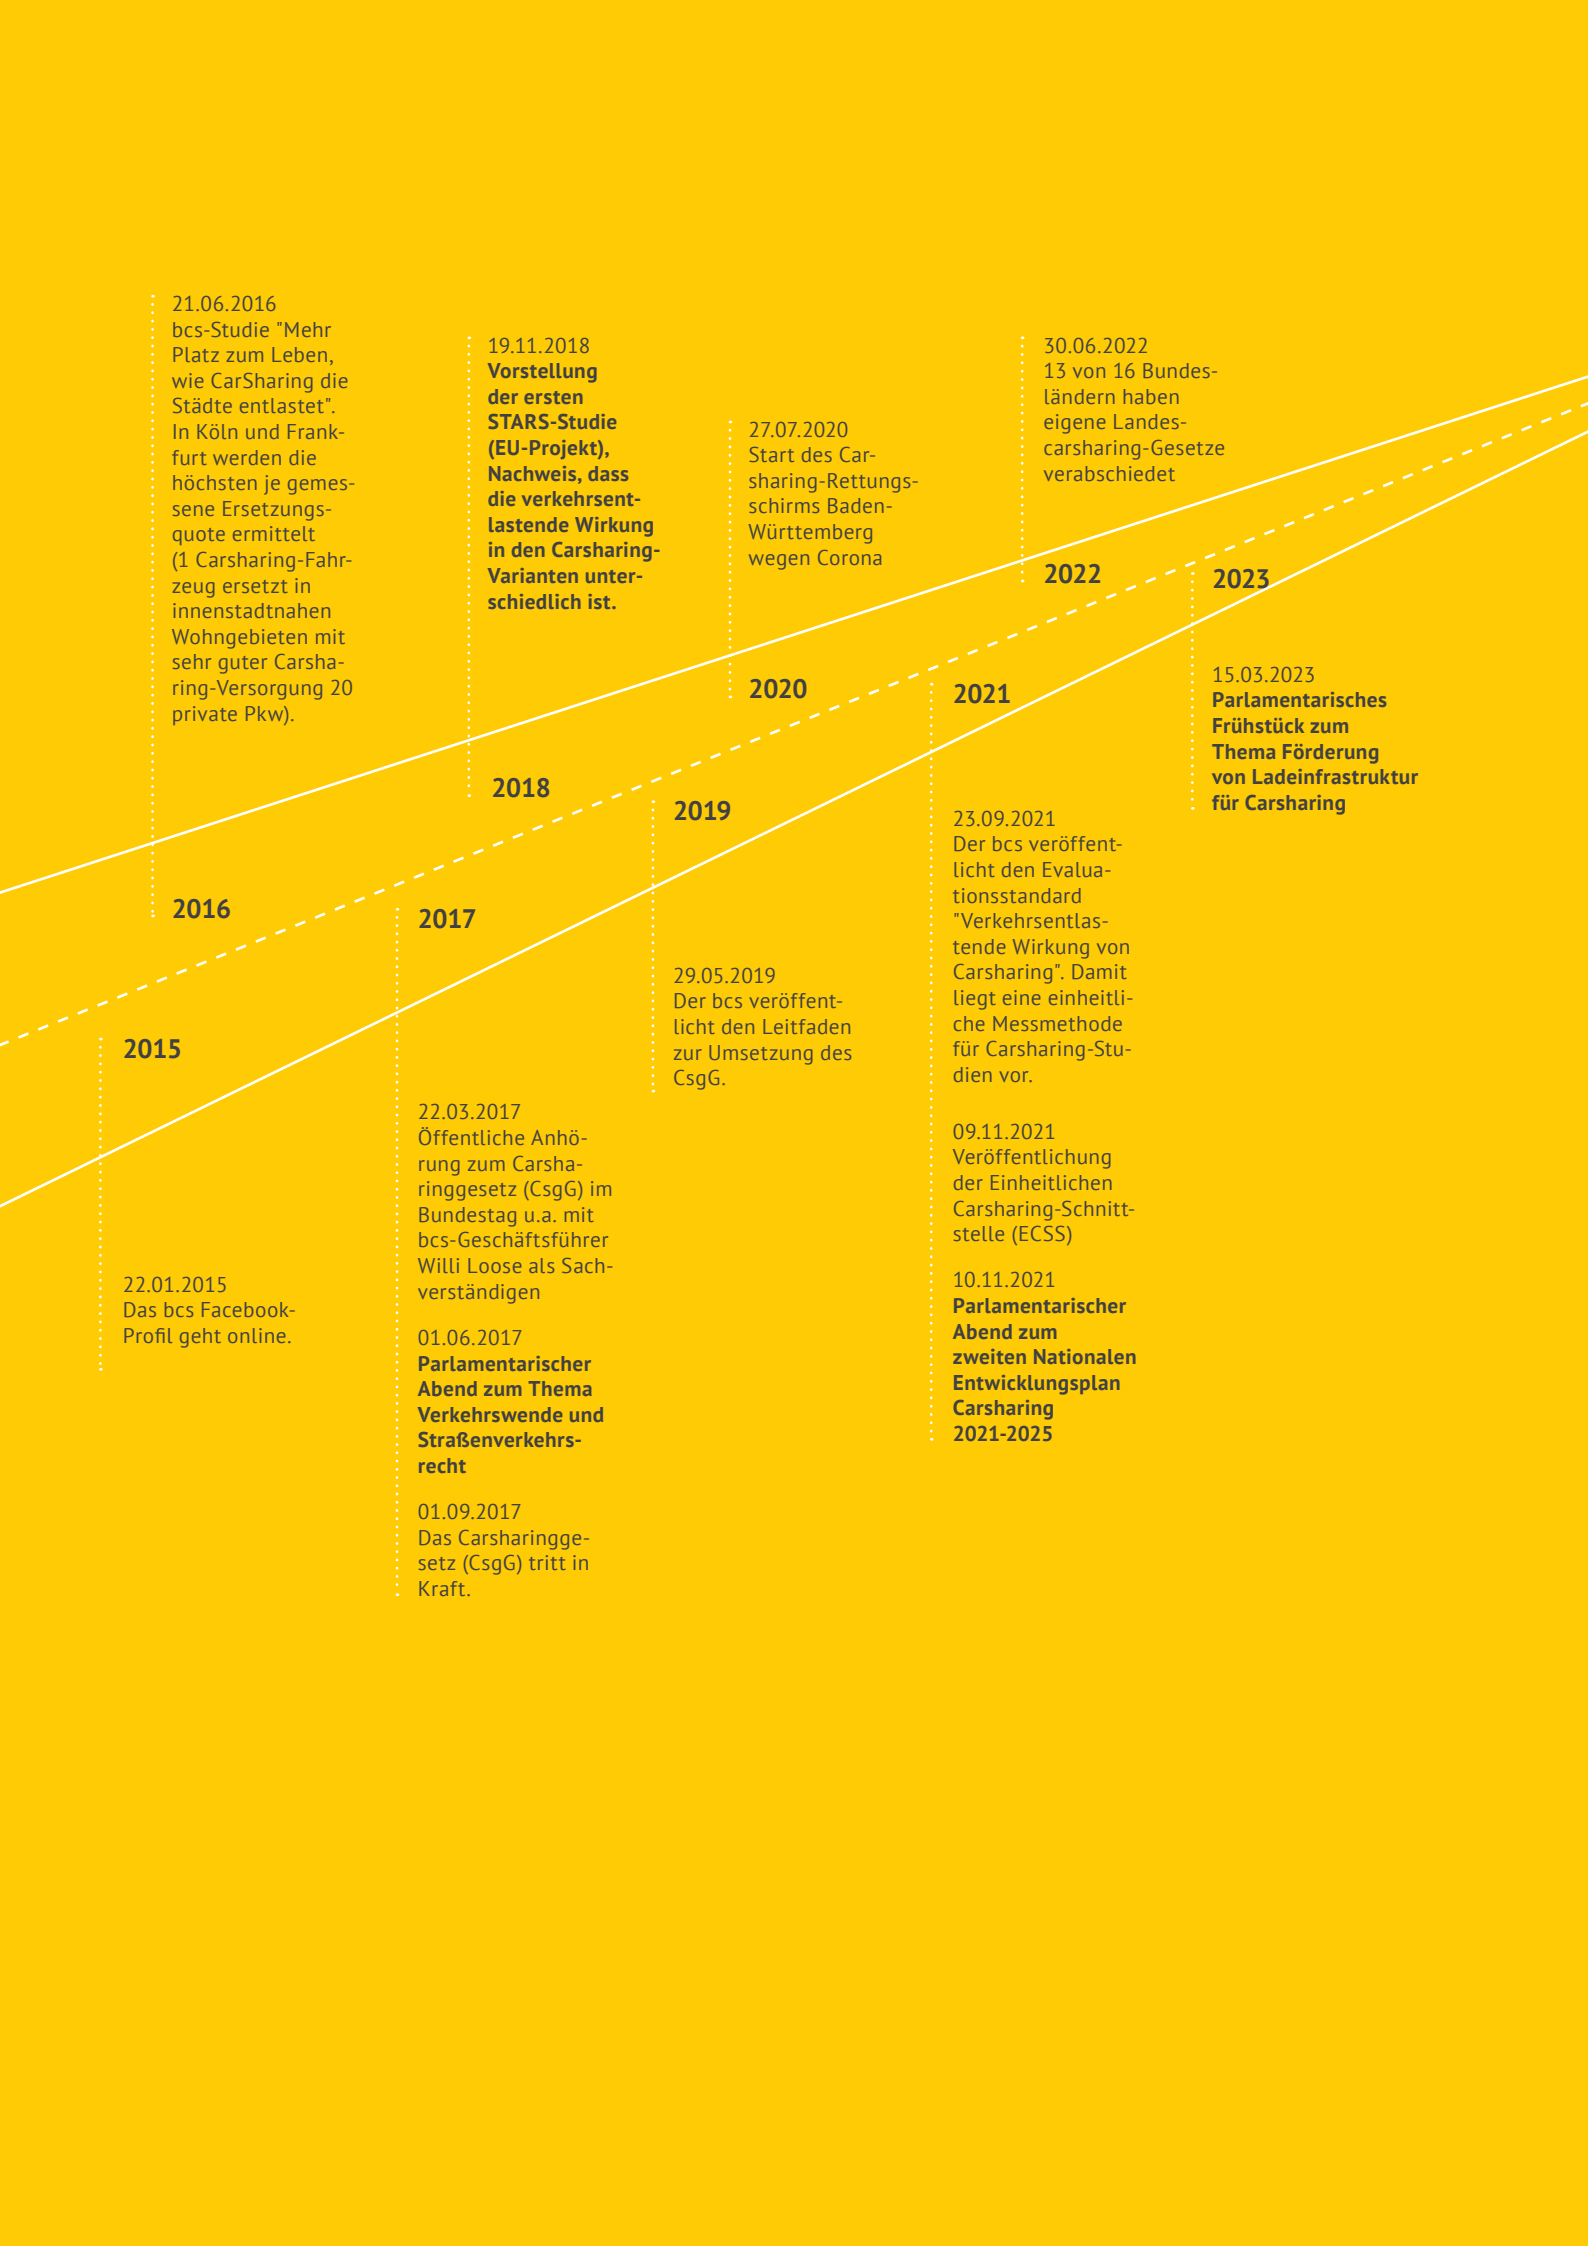 21.06.2016
bcs-Studie "Mehr
Platz zum Leben,
wie CarSharing die
Städte entlastet".
In Köln und Frank-
furt werden die
höchsten je gemes-
sene Ersetzungs-
quote ermittelt
(1 Carsharing-Fahr-
zeug ersetzt in
innenstadtnahen
Wohngebieten mit
sehr guter Carsha-
ring-Versorgung 20
private Pkw).
2016
19.11.2018
Vorstellung
der ersten
STARS-Studie
(EU-Projekt),
Nachweis, dass
die verkehrsent-
lastende Wirkung
in den Carsharing-
Varianten unter-
schiedlich ist.
2018
27.07.2020
Start des Car-
sharing-Rettungs-
schirms Baden-
Württemberg
wegen Corona
2020
30.06.2022
13 von 16 Bundes-
ländern haben
eigene Landes-
carsharing-Gesetze
verabschiedet
2022
2015
22.01.2015
Das bcs Facebook-
Profil geht online.
2017
22.03.2017
Öffentliche Anhö-
rung zum Carsha-
ringgesetz (CsgG) im
Bundestag u.a. mit
bcs-Geschäftsführer
Willi Loose als Sach-
verständigen
01.06.2017
Parlamentarischer
Abend zum Thema
Verkehrswende und
Straßenverkehrs-
recht
01.09.2017
Das Carsharingge-
setz (CsgG) tritt in
Kraft.
2019
29.05.2019
Der bcs veröffent-
licht den Leitfaden
zur Umsetzung des
CsgG.
2021
23.09.2021
Der bcs veröffent-
licht den Evalua-
tionsstandard
"Verkehrsentlas-
tende Wirkung von
Carsharing". Damit
liegt eine einheitli-
che Messmethode
für Carsharing-Stu-
dien vor.
09.11.2021
Veröffentlichung
der Einheitlichen
Carsharing-Schnitt-
stelle (ECSS)
10.11.2021
Parlamentarischer
Abend zum
zweiten Nationalen
Entwicklungsplan
Carsharing
2021-2025
2023
15.03.2023
Parlamentarisches
Frühstück zum
Thema Förderung
von Ladeinfrastruktur
für Carsharing